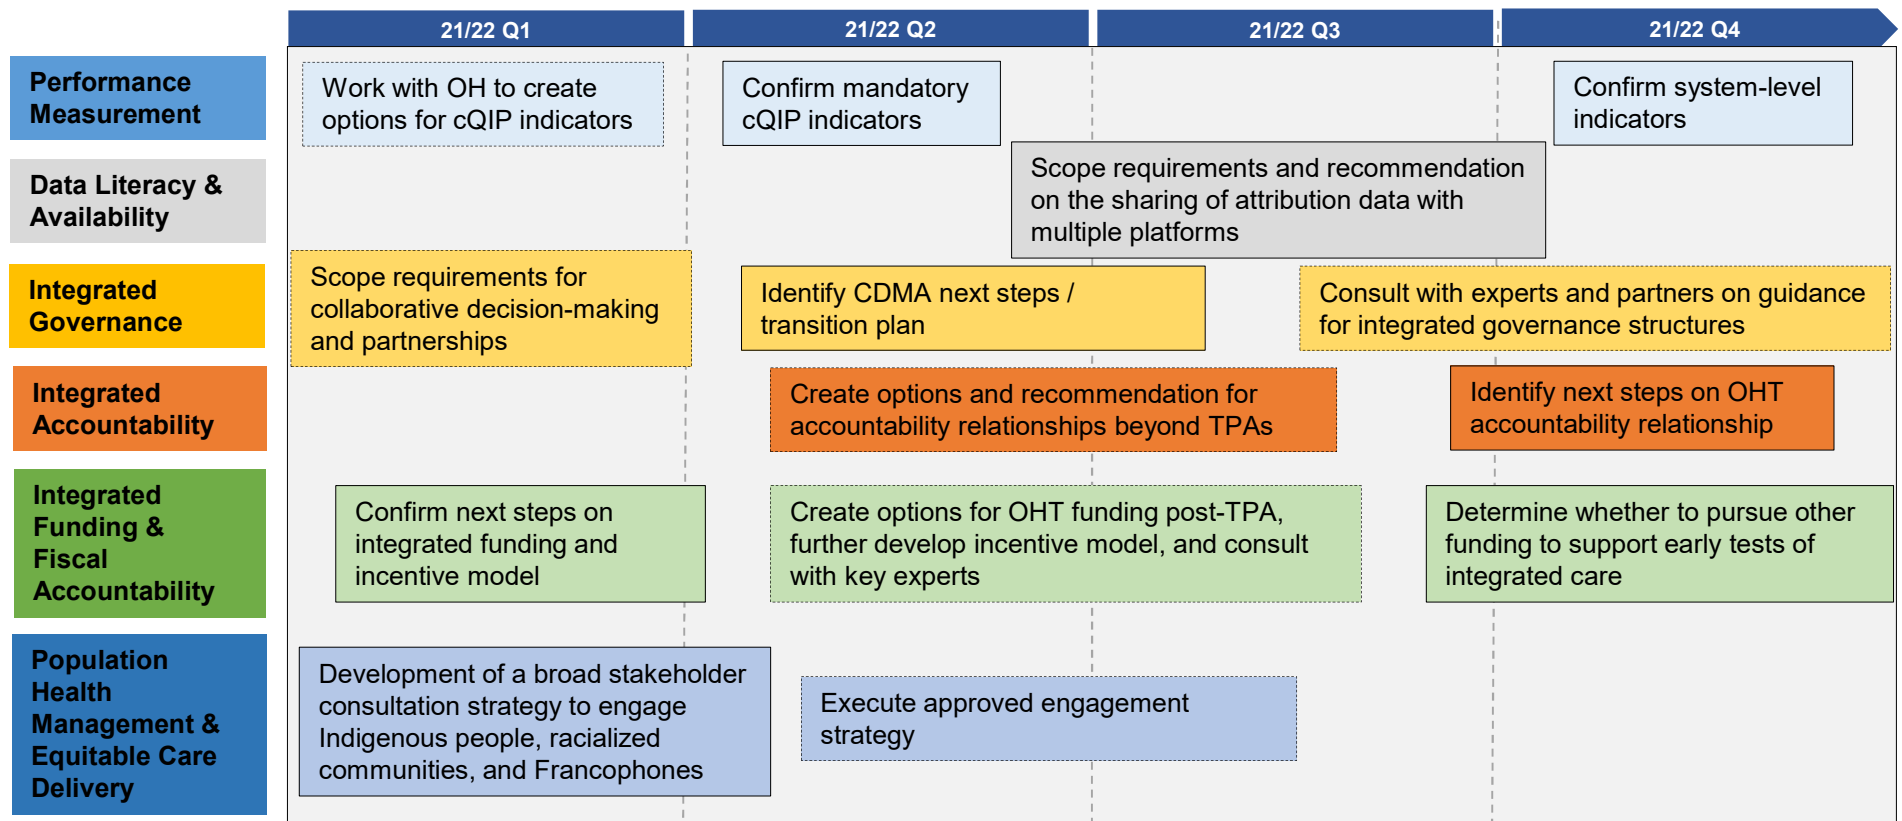 21/22 Q1
21/22 Q2
21/22 Q3
21/22 Q4
Performance
Measurement
Work with OH to create
options for cQIP indicators
Confirm mandatory
cQIP indicators
Confirm system-level
indicators
Data Literacy &
Availability
Scope requirements and recommendation
on the sharing of attribution data with
multiple platforms
Integrated
Governance
Scope requirements for
collaborative decision-making
and partnerships
Identify CDMA next steps /
transition plan
Consult with experts and partners on guidance
for integrated governance structures
Integrated
Accountability
Create options and recommendation for
accountability relationships beyond TPAs
Identify next steps on OHT
accountability relationship
Integrated
Funding &
Fiscal
Accountability
Confirm next steps on
integrated funding and
incentive model
Create options for OHT funding post-TPA,
further develop incentive model, and consult
with key experts
Determine whether to pursue other
funding to support early tests of
integrated care
Population
Health
Management &
Equitable Care
Delivery
Development of a broad stakeholder
consultation strategy to engage
Indigenous people, racialized
communities, and Francophones
Execute approved engagement
strategy